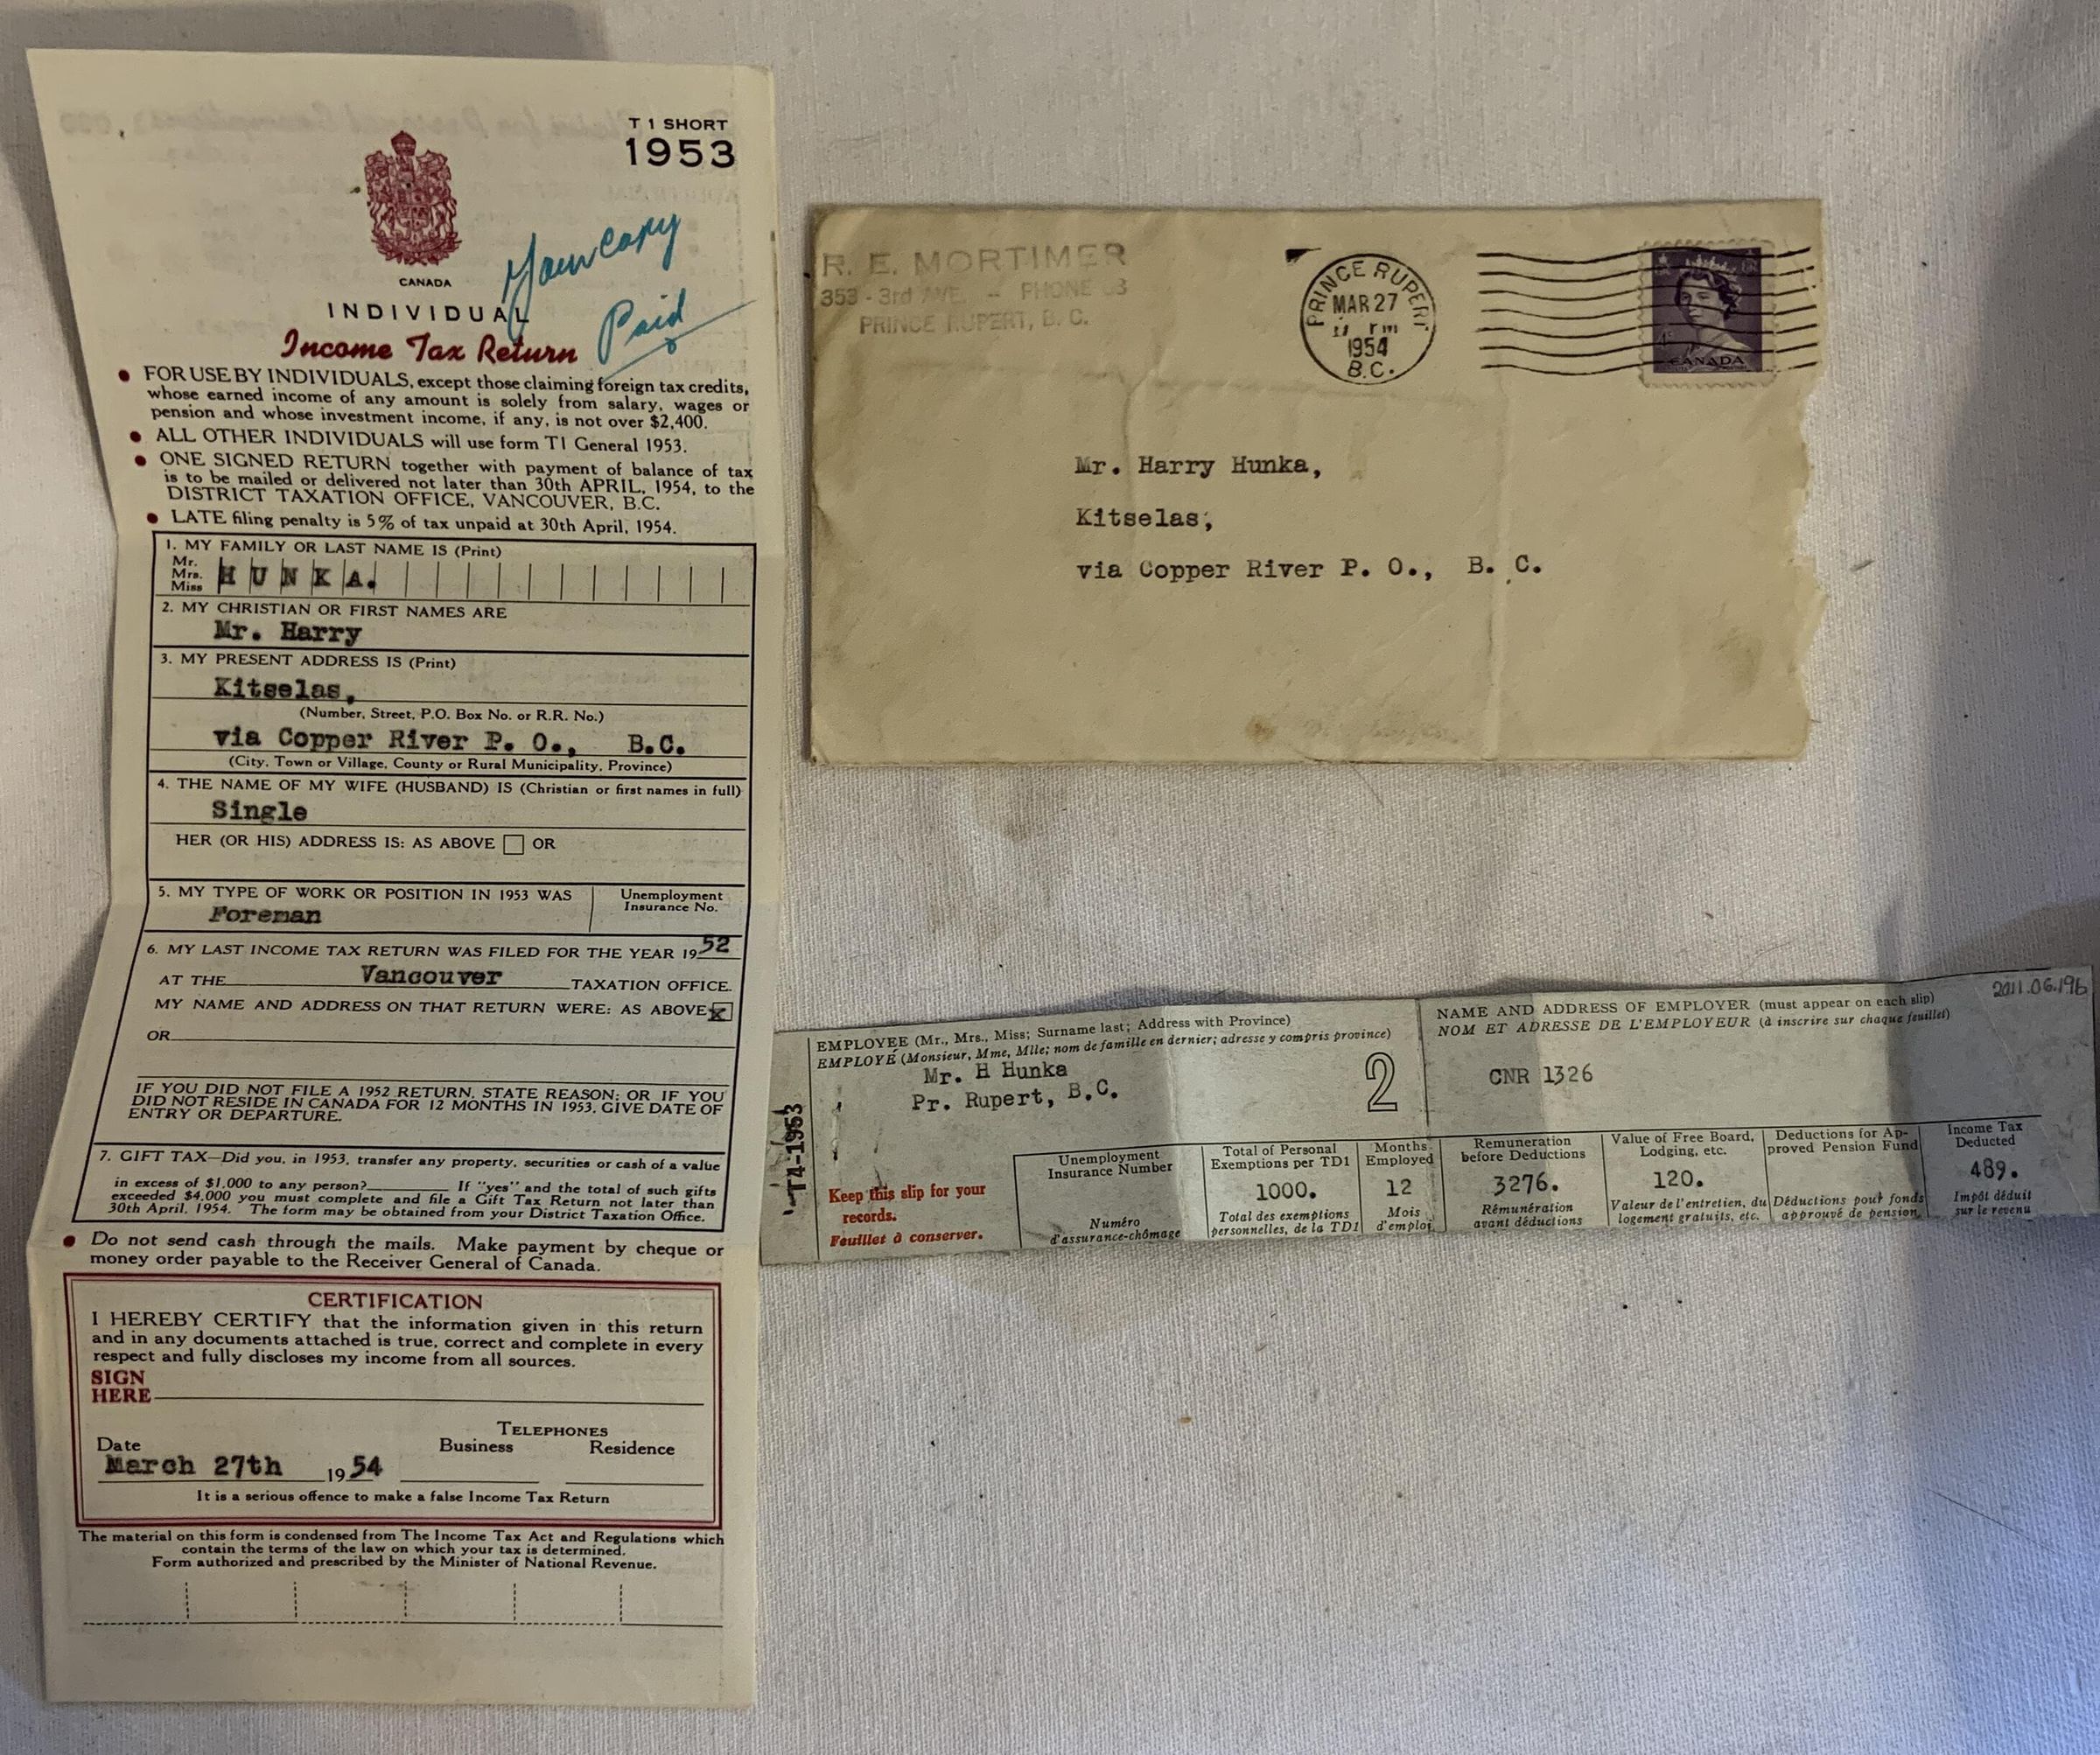 T 1 SHORT
1953
CANADA
Your copy
Paid
INDIVIDUAL
Income Tax Return
• FOR USE BY INDIVIDUALS, except those claiming foreign tax credits,
whose earned income of any amount is solely from salary, wages or
pension and whose investment income, if any, is not over $2,400.
• ALL OTHER INDIVIDUALS will use form T1 General 1953.
• ONE SIGNED RETURN together with payment of balance of tax
is to be mailed or delivered not later than 30th APRIL, 1954, to the
DISTRICT TAXATION OFFICE, VANCOUVER, B.C.
• LATE filing penalty is 5% of tax unpaid at 30th April, 1954.
1. MY FAMILY OR LAST NAME IS (Print)
Mr.
Mrs.
Miss
HUNKA.
2. MY CHRISTIAN OR FIRST NAMES ARE
Mr. Harry
3. MY PRESENT ADDRESS IS (Print)
Kitselas,
(Number, Street, P.O. Box No. or R.R. No.)
via Copper River P. O., B.C.
(City, Town or Village, County or Rural Municipality, Province)
4. THE NAME OF MY WIFE (HUSBAND) IS (Christian or first names in full)
Single
HER (OR HIS) ADDRESS IS: AS ABOVE OR
5. MY TYPE OF WORK OR POSITION IN 1953 WAS
Unemployment
Insurance No.
Foreman
6. MY LAST INCOME TAX RETURN WAS FILED FOR THE YEAR 1952
AT THE Vancouver TAXATION OFFICE.
MY NAME AND ADDRESS ON THAT RETURN WERE: AS ABOVE x
OR
IF YOU DID NOT FILE A 1952 RETURN, STATE REASON; OR IF YOU
DID NOT RESIDE IN CANADA FOR 12 MONTHS IN 1953, GIVE DATE OF
ENTRY OR DEPARTURE.
7. GIFT TAX—Did you, in 1953, transfer any property, securities or cash of a value
in excess of $1,000 to any person? If "yes" and the total of such gifts
exceeded $4,000 you must complete and file a Gift Tax Return not later than
30th April, 1954. The form may be obtained from your District Taxation Office.
• Do not send cash through the mails. Make payment by cheque or
money order payable to the Receiver General of Canada.
CERTIFICATION
I HEREBY CERTIFY that the information given in this return
and in any documents attached is true, correct and complete in every
respect and fully discloses my income from all sources.
SIGN
HERE
TELEPHONES
Date Business Residence
March 27th 1954
It is a serious offence to make a false Income Tax Return
The material on this form is condensed from The Income Tax Act and Regulations which
contain the terms of the law on which your tax is determined.
Form authorized and prescribed by the Minister of National Revenue.
R. E. MORTIMER
353 - 3rd AVE. - PHONE
PRINCE RUPERT, B. C.
PRINCE RUPERT
MAR 27
1954
B.C.
CANADA
Mr. Harry Hunka,
Kitselas,
via Copper River P. O., B. C.
2011.06.19b
T4-1953
EMPLOYEE (Mr., Mrs., Miss; Surname last; Address with Province)
EMPLOYÉ (Monsieur, Mme, Mlle; nom de famille en dernier; adresse y compris province)
Mr. H Hunka
Pr. Rupert, B.C.
2
NAME AND ADDRESS OF EMPLOYER (must appear on each slip)
NOM ET ADRESSE DE L'EMPLOYEUR (à inscrire sur chaque feuillet)
CNR 1326
Keep this slip for your
records.
Feuillet à conserver.
Unemployment
Insurance Number
Numéro
d'assurance-chômage
Total of Personal
Exemptions per TD1
1000.
Total des exemptions
personnelles, de la TD1
Months
Employed
12
Mois
d'emploi
Remuneration
before Deductions
3276.
Rémunération
avant déductions
Value of Free Board,
Lodging, etc.
120.
Valeur de l'entretien, du
logement gratuits, etc.
Deductions for Ap-
proved Pension Fund
Déductions pour fonds
approuvé de pension
Income Tax
Deducted
489.
Impôt déduit
sur le revenu